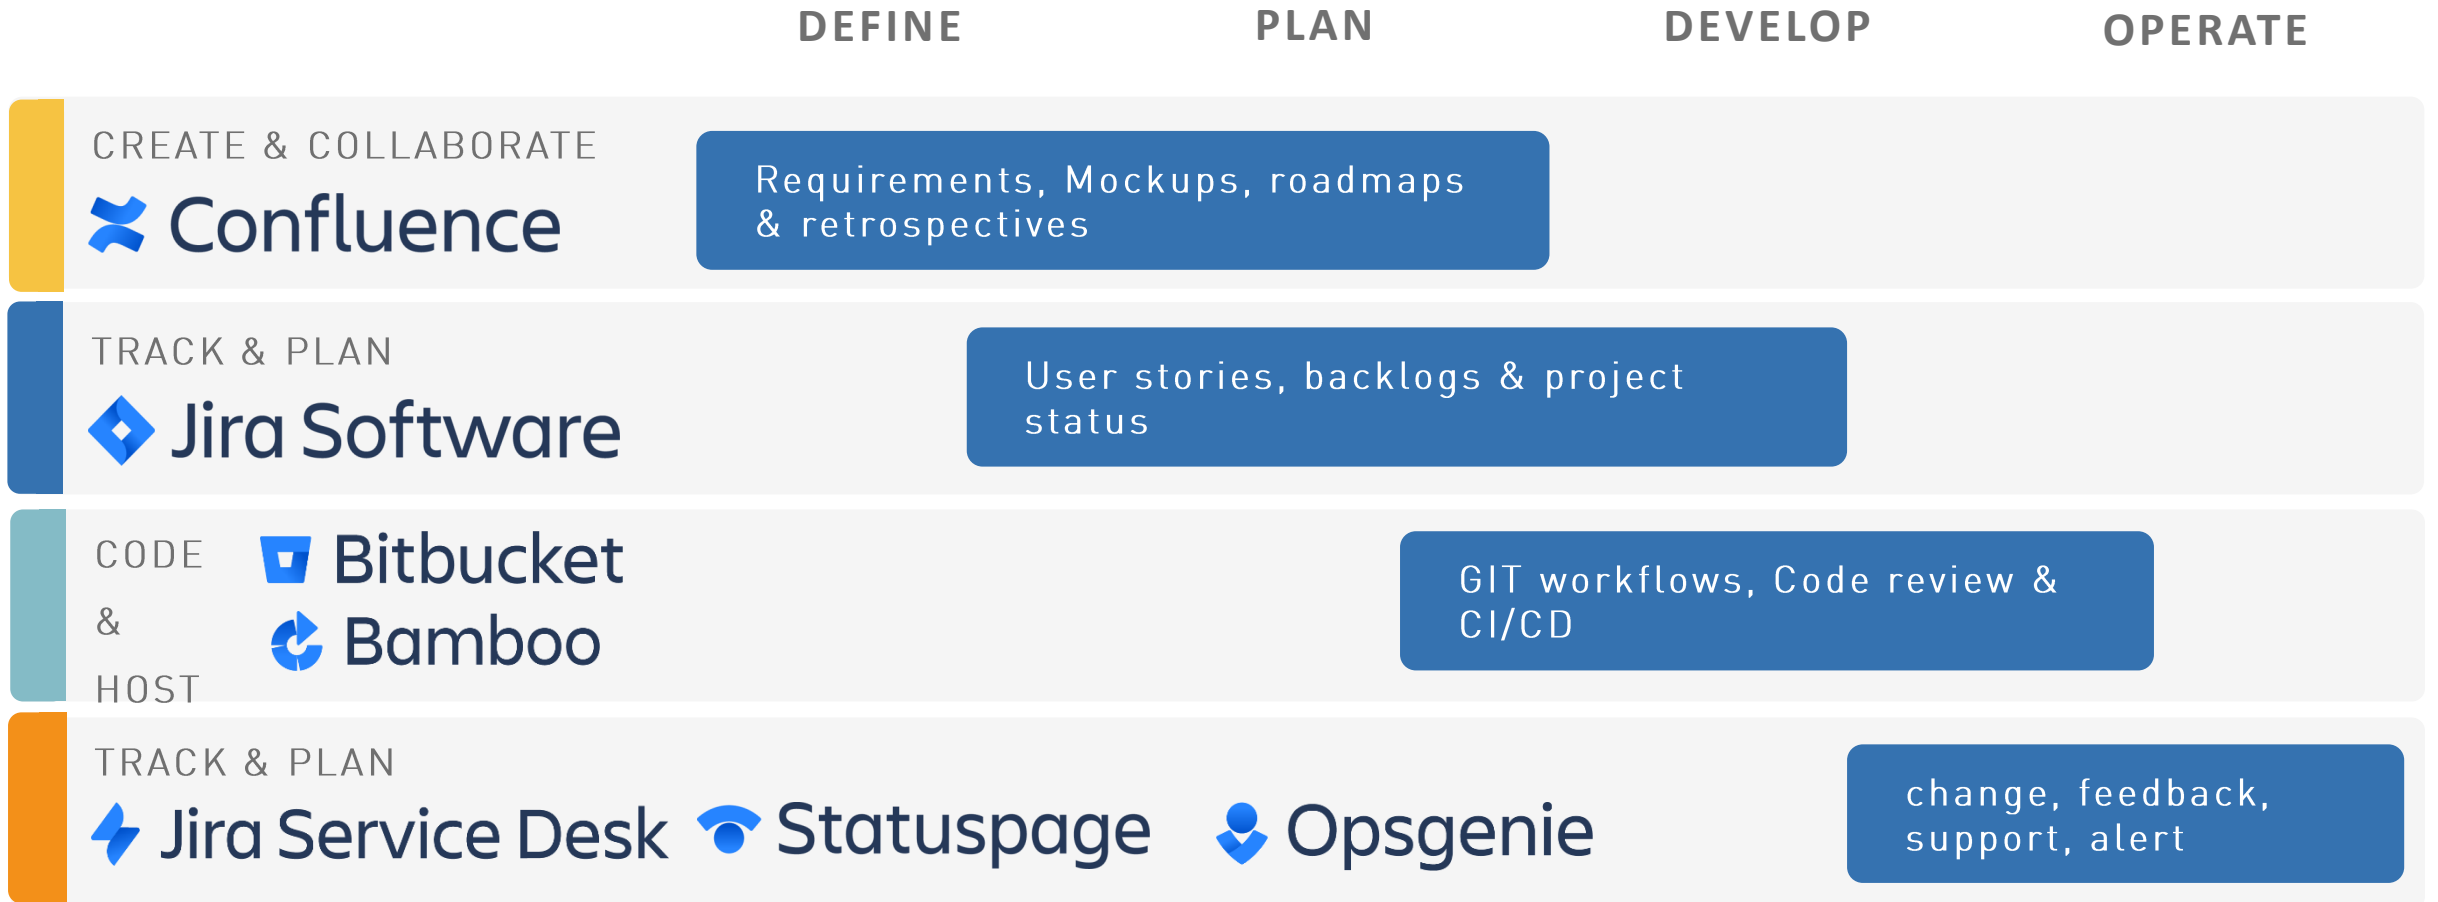 DEFINE PLAN DEVELOP OPERATE
CREATE & COLLABORATE
Confluence
Requirements, Mockups, roadmaps
& retrospectives
TRACK & PLAN
Jira Software
User stories, backlogs & project
status
CODE
&
HOST
Bitbucket
Bamboo
GIT workflows, Code review &
CI/CD
TRACK & PLAN
Jira Service Desk
Statuspage
Opsgenie
change, feedback,
support, alert